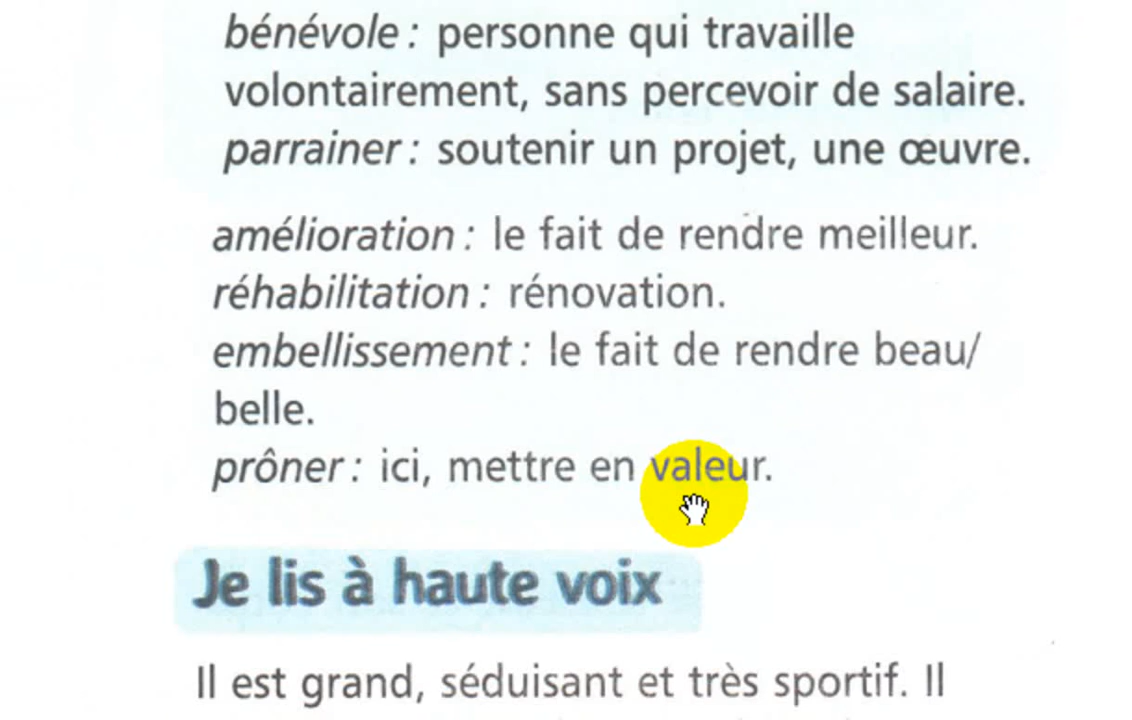 bénévole : personne qui travaille
volontairement, sans percevoir de salaire.
parrainer : soutenir un projet, une œuvre.
amélioration : le fait de rendre meilleur.
réhabilitation : rénovation.
embellissement : le fait de rendre beau/
belle.
prôner : ici, mettre en valeur.
Je lis à haute voix
Il est grand, séduisant et très sportif. Il